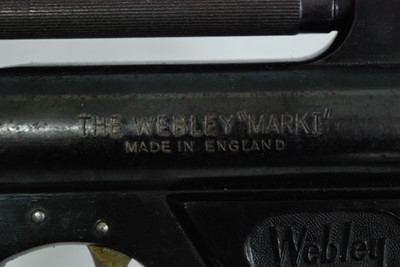 THE WEBLEY "MARK I"
MADE IN ENGLAND
Webley